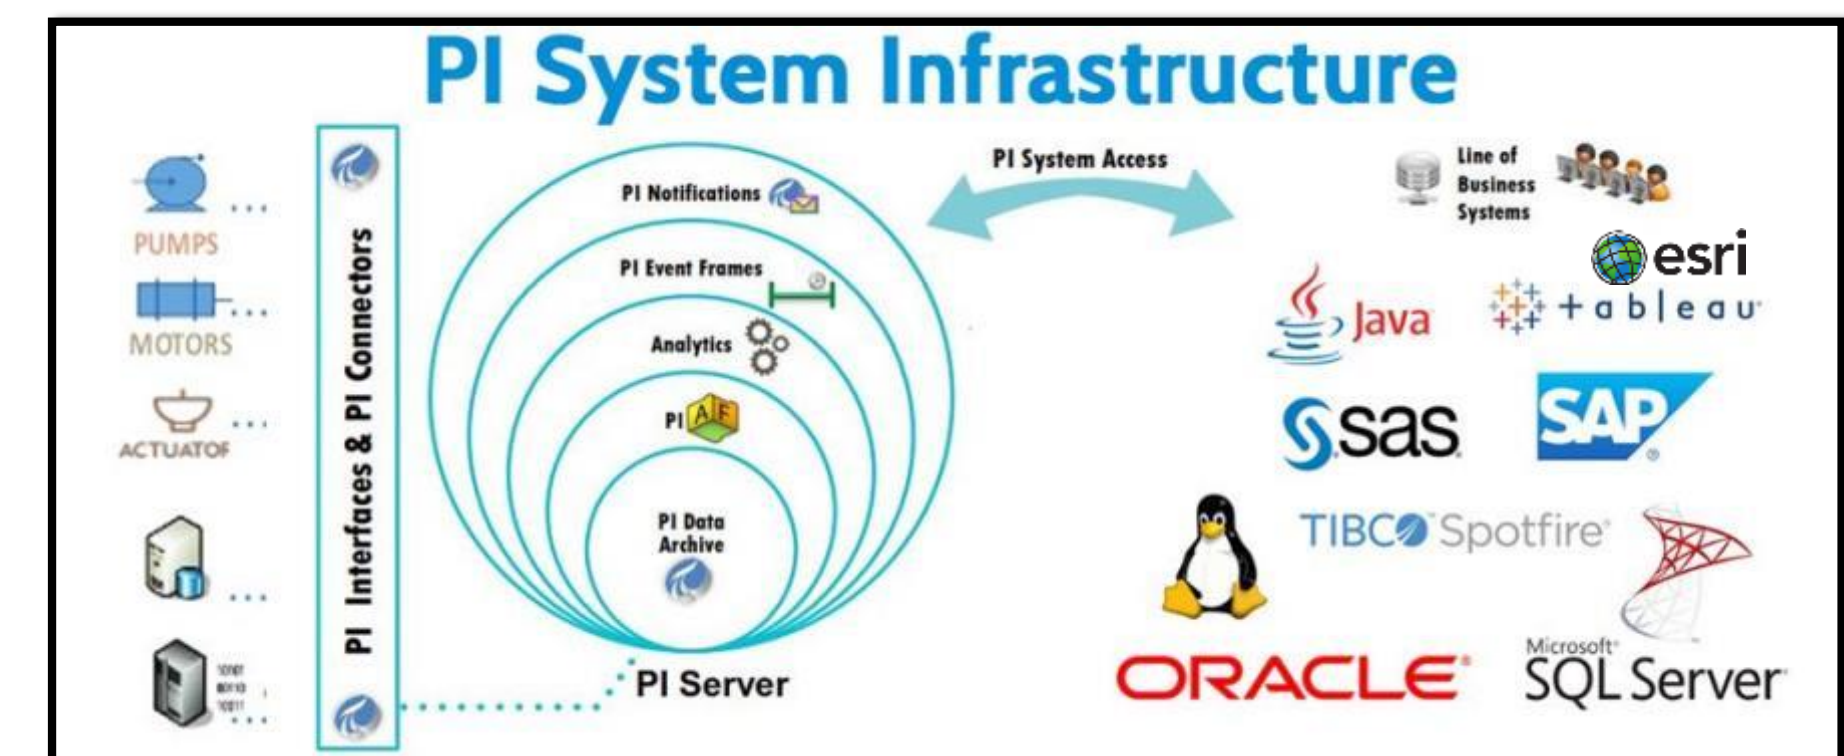 PI System Infrastructure
PUMPS
MOTORS
ACTUATOF
PI Interfaces & PI Connectors
PI Notifications
PI Event Frames
Analytics
PI AF
PI Data
Archive
PI Server
PI System Access
Line of
Business
Systems
esri
Java
+ableau
sas
SAP
TIBCO Spotfire
ORACLE
Microsoft
SQL Server